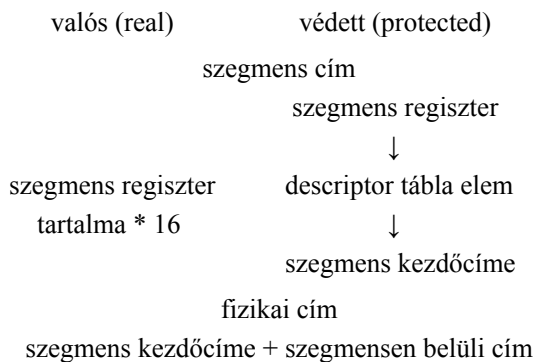 valós (real) védett (protected)
szegmens cím
szegmens regiszter
↓
szegmens regiszter descriptor tábla elem
tartalma * 16 ↓
szegmens kezdőcíme
fizikai cím
szegmens kezdőcíme + szegmensen belüli cím